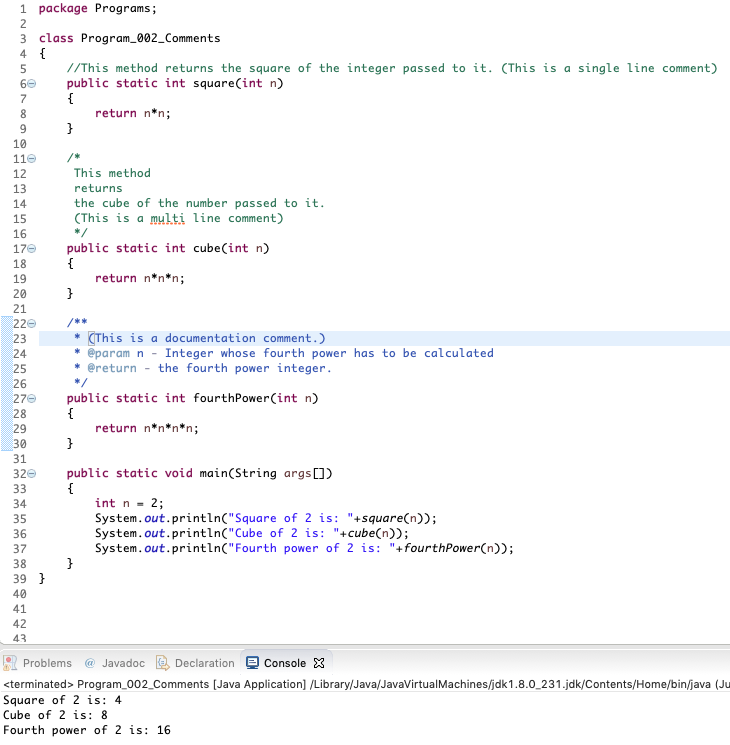 1 package Programs;
2
3 class Program_002_Comments
4 {
5 //This method returns the square of the integer passed to it. (This is a single line comment)
6 public static int square(int n)
7 {
8 return n*n;
9 }
10
11 /*
12 This method
13 returns
14 the cube of the number passed to it.
15 (This is a multi line comment)
16 */
17 public static int cube(int n)
18 {
19 return n*n*n;
20 }
21
22 /**
23 * (This is a documentation comment.)
24 * @param n - Integer whose fourth power has to be calculated
25 * @return - the fourth power integer.
26 */
27 public static int fourthPower(int n)
28 {
29 return n*n*n*n;
30 }
31
32 public static void main(String args[])
33 {
34 int n = 2;
35 System.out.println("Square of 2 is: "+square(n));
36 System.out.println("Cube of 2 is: "+cube(n));
37 System.out.println("Fourth power of 2 is: "+fourthPower(n));
38 }
39 }
40
41
42
43
Problems @ Javadoc Declaration Console
<terminated> Program_002_Comments [Java Application] /Library/Java/JavaVirtualMachines/jdk1.8.0_231.jdk/Contents/Home/bin/java (Ju
Square of 2 is: 4
Cube of 2 is: 8
Fourth power of 2 is: 16